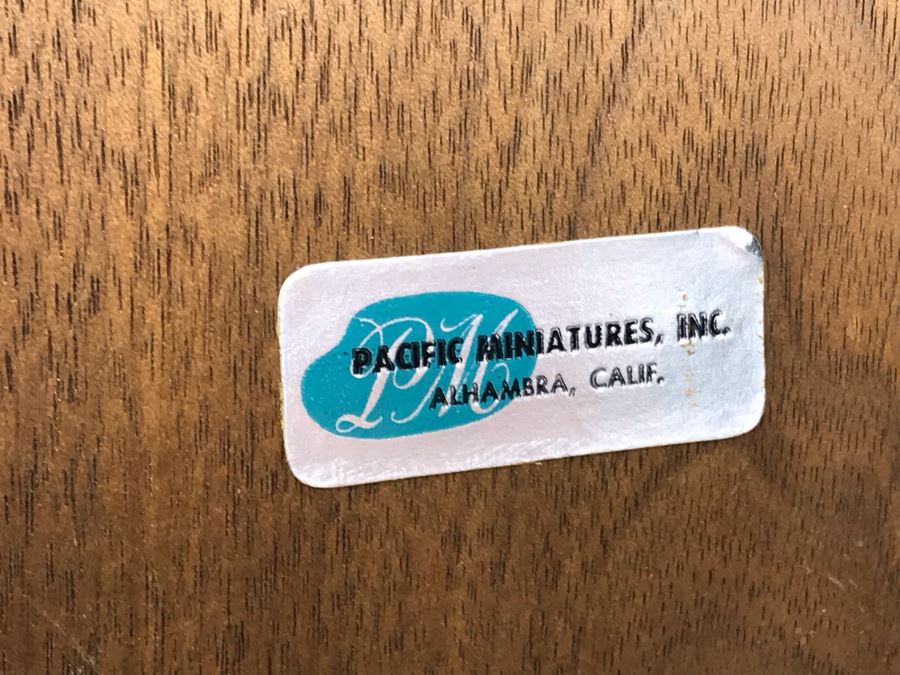 PM
PACIFIC MINIATURES, INC.
ALHAMBRA, CALIF.